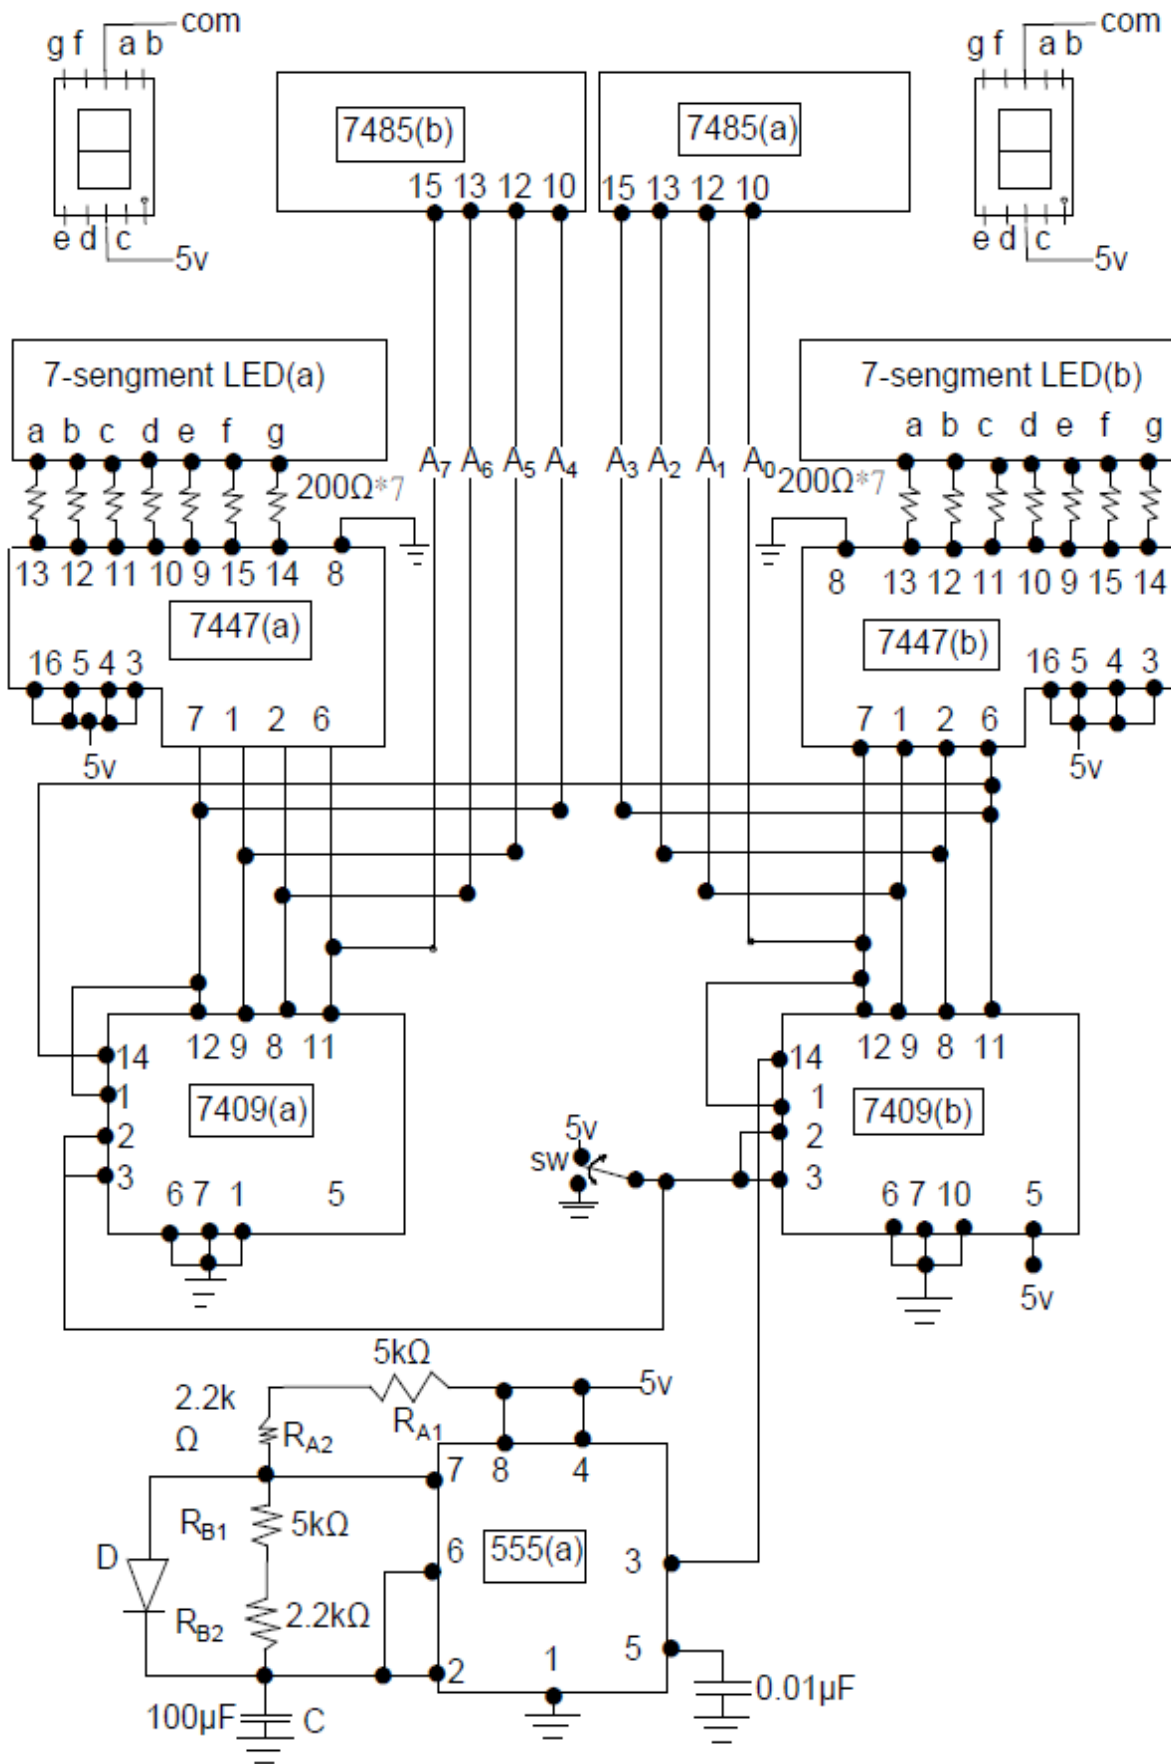 com com
g f a b g f a b
7485(b) 7485(a)
15 13 12 10 15 13 12 10
e d c e d c
5v 5v
7-sengment LED(a) 7-sengment LED(b)
a b c d e f g a b c d e f g
A7 A6 A5 A4 A3 A2 A1 A0
200Ω*7 200Ω*7
13 12 11 10 9 15 14 8 8 13 12 11 10 9 15 14
7447(a) 7447(b)
16 5 4 3 16 5 4 3
7 1 2 6 7 1 2 6
5v 5v
12 9 8 11 12 9 8 11
14 14
1 1
7409(a) 7409(b)
2 2
5v
sw
3 3
6 7 1 5 6 7 10 5
5v
5kΩ
2.2k
Ω
5v
RA2 RA1
7 8 4
RB1 5kΩ
D 6 555(a) 3
RB2 2.2kΩ
2 1 5
100μF C 0.01μF